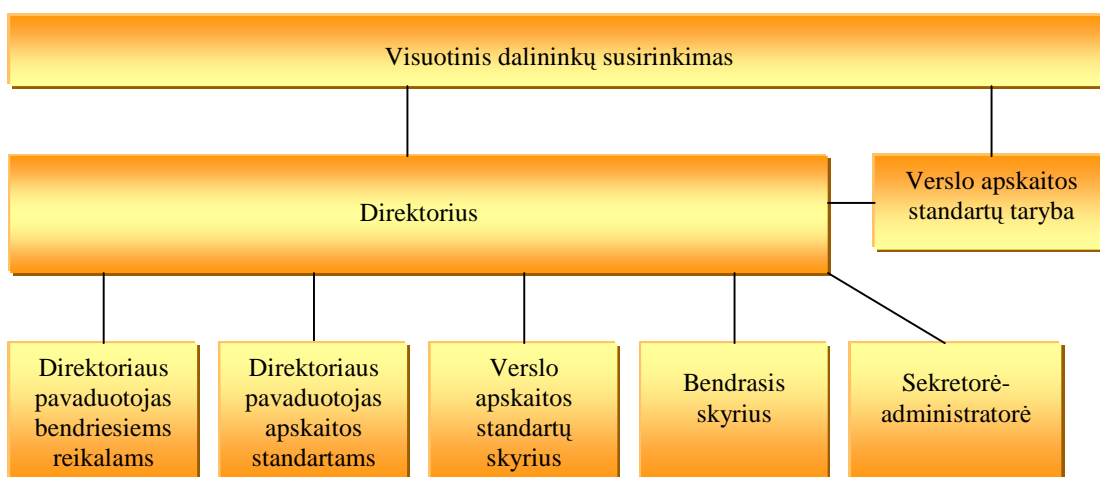 Visuotinis dalininkų susirinkimas
Direktorius
Verslo apskaitos
standartų taryba
Direktoriaus
pavaduotojas
bendriesiems
reikalams
Direktoriaus
pavaduotojas
apskaitos
standartams
Verslo
apskaitos
standartų
skyrius
Bendrasis
skyrius
Sekretorė-
administratorė